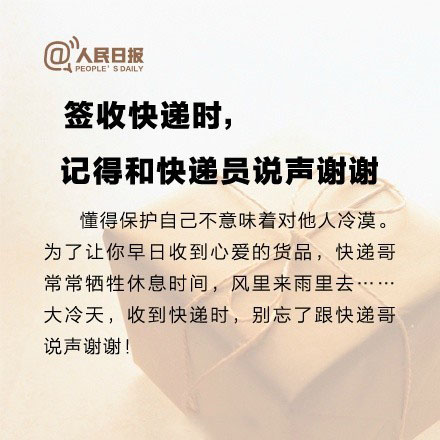 @人民日报
PEOPLE'S DAILY
签收快递时，
记得和快递员说声谢谢
懂得保护自己不意味着对他人冷漠。
为了让你早日收到心爱的货品，快递哥
常常牺牲休息时间，风里来雨里去……
大冷天，收到快递时，别忘了跟快递哥
说声谢谢！